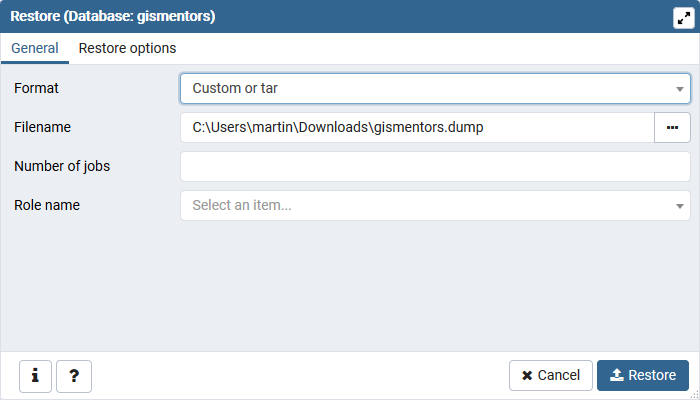 Restore (Database: gismentors)
General Restore options
Format Custom or tar
Filename C:\Users\martin\Downloads\gismentors.dump •••
Number of jobs
Role name Select an item...
i ? Cancel Restore